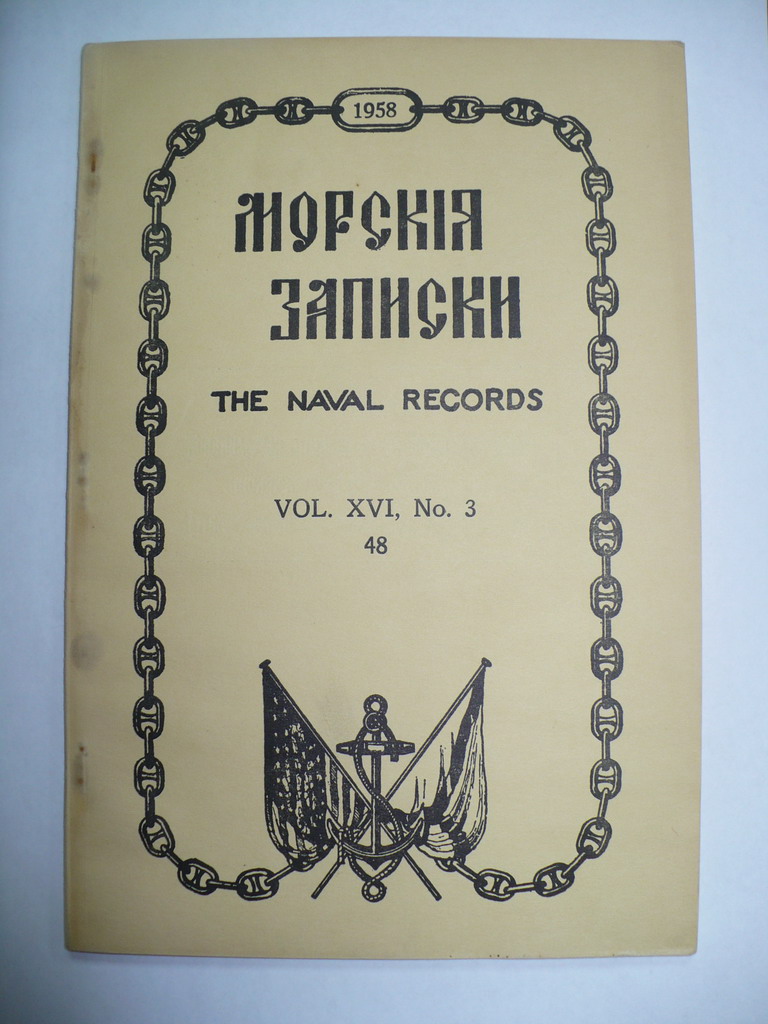 1958
МОРСКІЯ
ЗАПИСКИ
THE NAVAL RECORDS
VOL. XVI, No. 3
48